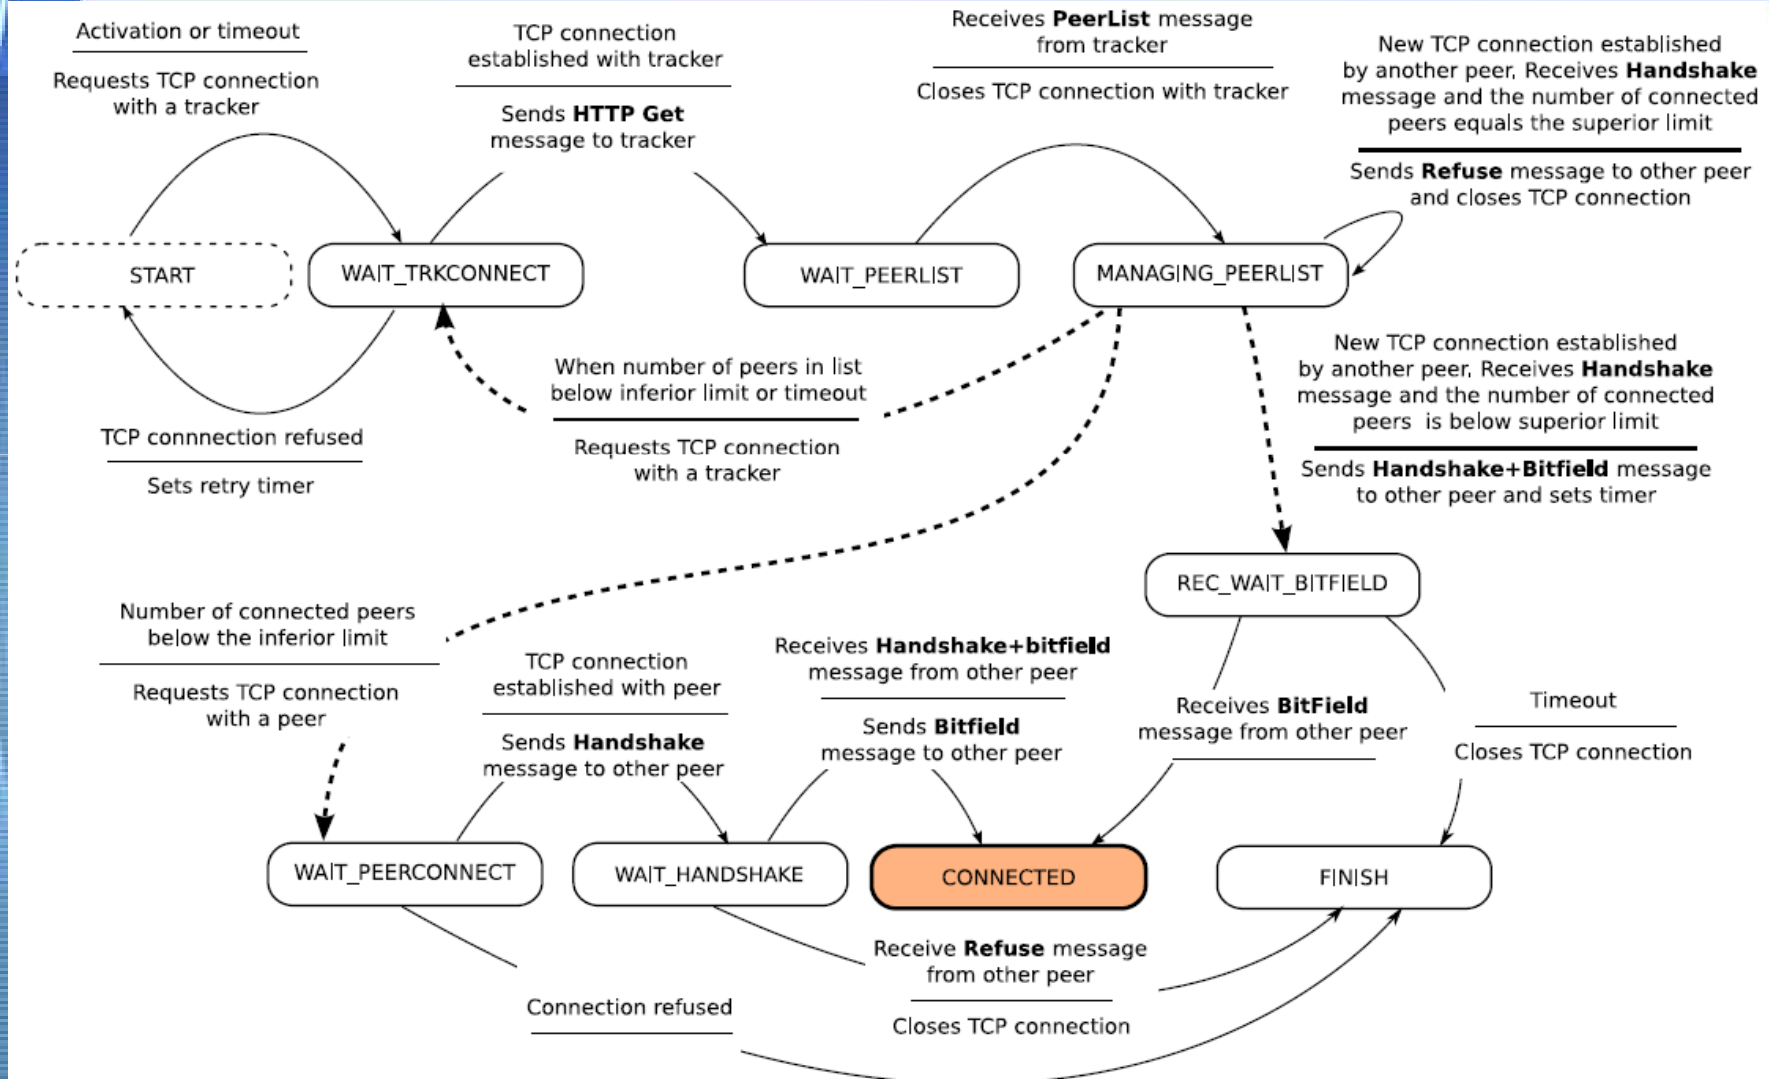 Activation or timeout
Requests TCP connection
with a tracker
TCP connection
established with tracker
Sends HTTP Get
message to tracker
Receives PeerList message
from tracker
Closes TCP connection with tracker
New TCP connection established
by another peer. Receives Handshake
message and the number of connected
peers equals the superior limit
Sends Refuse message to other peer
and closes TCP connection
START
WAIT_TRKCONNECT
WAIT_PEERLIST
MANAGING_PEERLIST
TCP connnection refused
Sets retry timer
When number of peers in list
below inferior limit or timeout
Requests TCP connection
with a tracker
New TCP connection established
by another peer. Receives Handshake
message and the number of connected
peers is below superior limit
Sends Handshake+Bitfield message
to other peer and sets timer
REC_WAIT_BITFIELD
Number of connected peers
below the inferior limit
Requests TCP connection
with a peer
TCP connection
established with peer
Sends Handshake
message to other peer
Receives Handshake+bitfield
message from other peer
Sends Bitfield
message to other peer
Receives BitField
message from other peer
Timeout
Closes TCP connection
WAIT_PEERCONNECT
WAIT_HANDSHAKE
CONNECTED
FINISH
Receive Refuse message
from other peer
Closes TCP connection
Connection refused